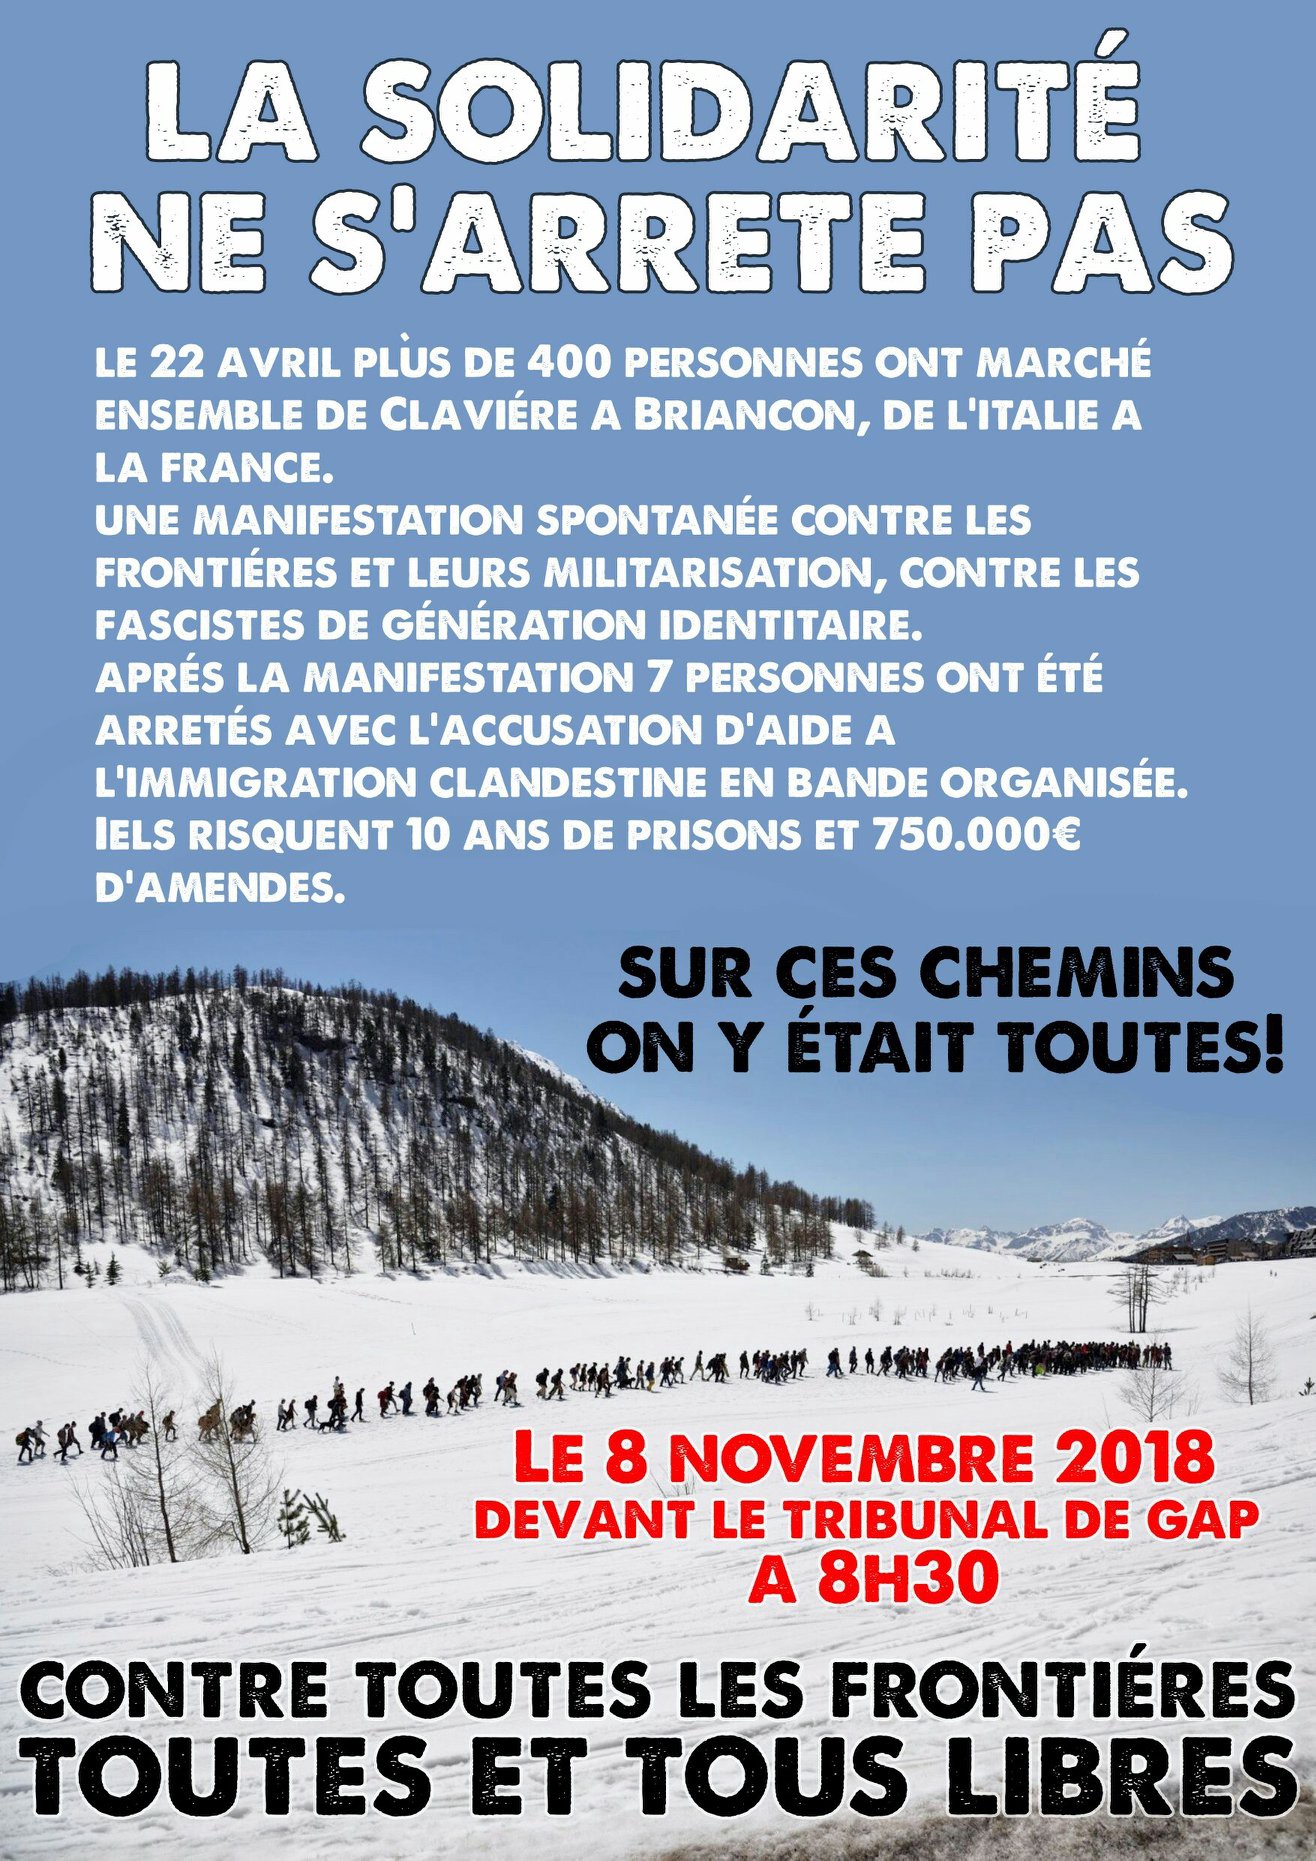 LA SOLIDARITÉ
NE S'ARRETE PAS
LE 22 AVRIL PLÙS DE 400 PERSONNES ONT MARCHÉ
ENSEMBLE DE CLAVIÉRE A BRIANCON, DE L'ITALIE A
LA FRANCE.
UNE MANIFESTATION SPONTANÉE CONTRE LES
FRONTIÉRES ET LEURS MILITARISATION, CONTRE LES
FASCISTES DE GÉNÉRATION IDENTITAIRE.
APRÉS LA MANIFESTATION 7 PERSONNES ONT ÉTÉ
ARRETÉS AVEC L'ACCUSATION D'AIDE A
L'IMMIGRATION CLANDESTINE EN BANDE ORGANISÉE.
IELS RISQUENT 10 ANS DE PRISONS ET 750.000€
D'AMENDES.
SUR CES CHEMINS
ON Y ÉTAIT TOUTES!
LE 8 NOVEMBRE 2018
DEVANT LE TRIBUNAL DE GAP
A 8H30
CONTRE TOUTES LES FRONTIÉRES
TOUTES ET TOUS LIBRES